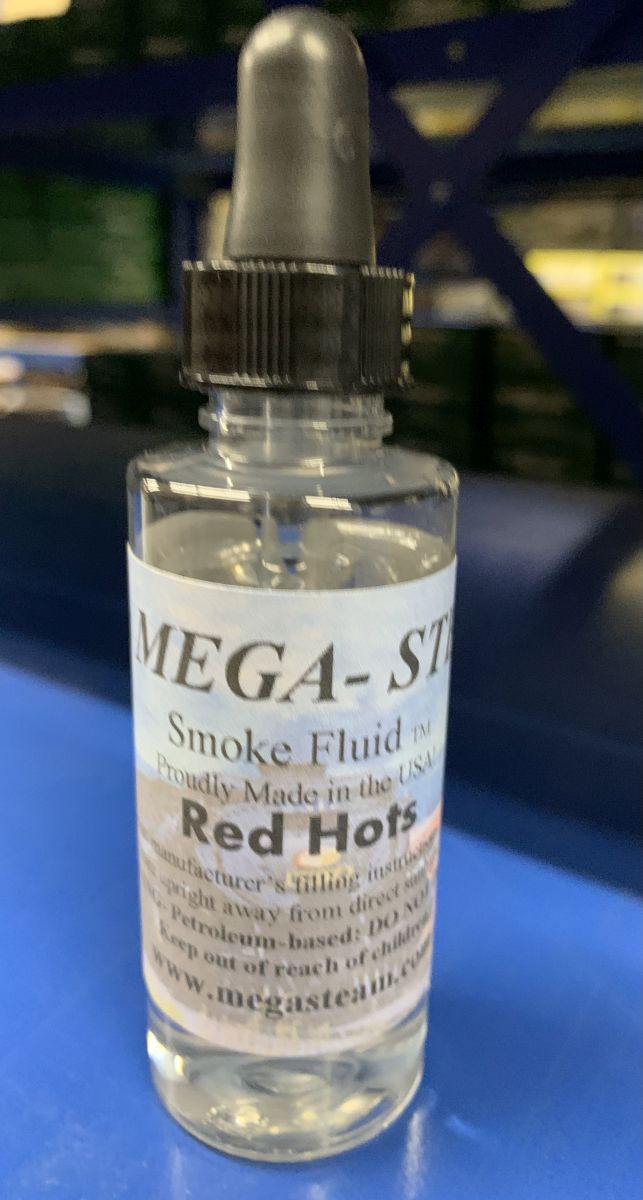 MEGA- STE
Smoke Fluid ™
Proudly Made in the USA!
Red Hots
manufacturer's filling instructions
upright away from direct sun
Petroleum-based: DO NOT
Keep out of reach of children
www.megasteam.com